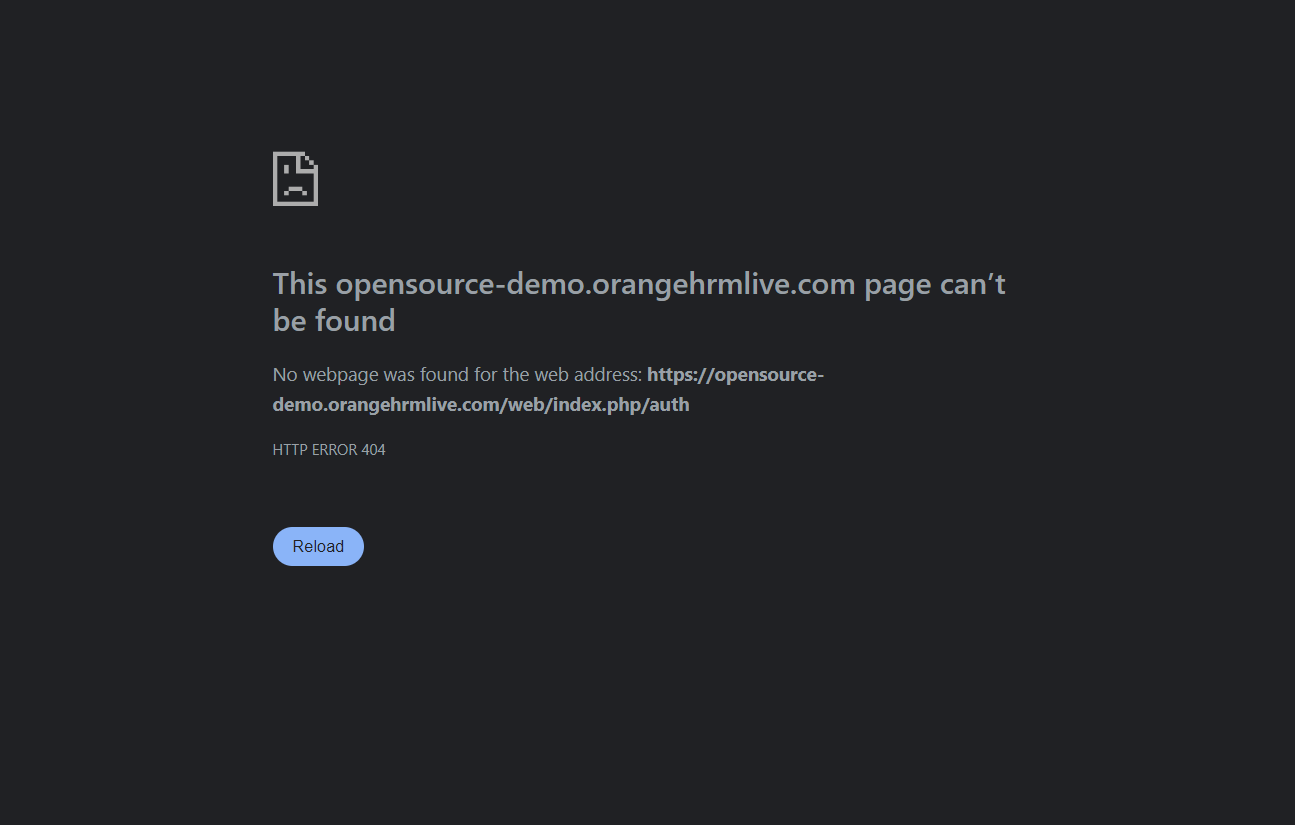 This opensource-demo.orangehrmlive.com page can’t
be found
No webpage was found for the web address: https://opensource-
demo.orangehrmlive.com/web/index.php/auth
HTTP ERROR 404
Reload